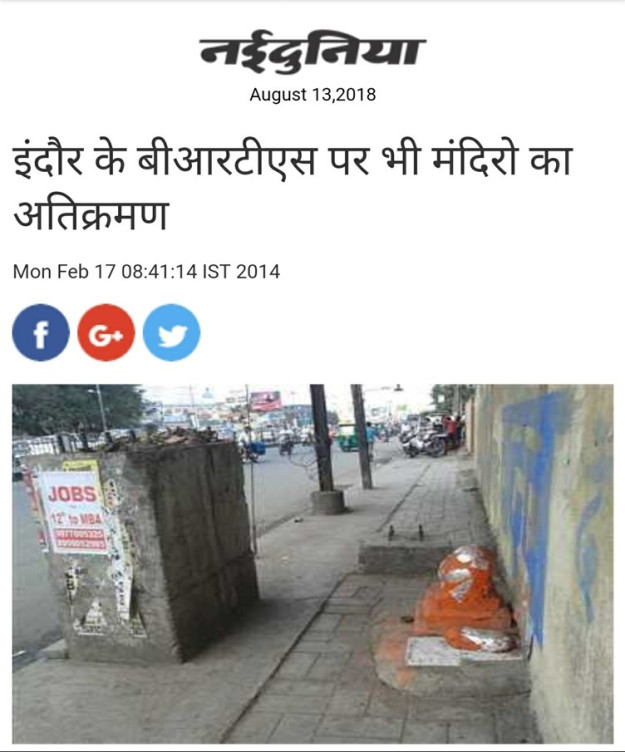 नईदुनिया
August 13,2018
इंदौर के बीआरटीएस पर भी मंदिरो का
अतिक्रमण
Mon Feb 17 08:41:14 IST 2014
f
G+
JOBS
12th to MBA